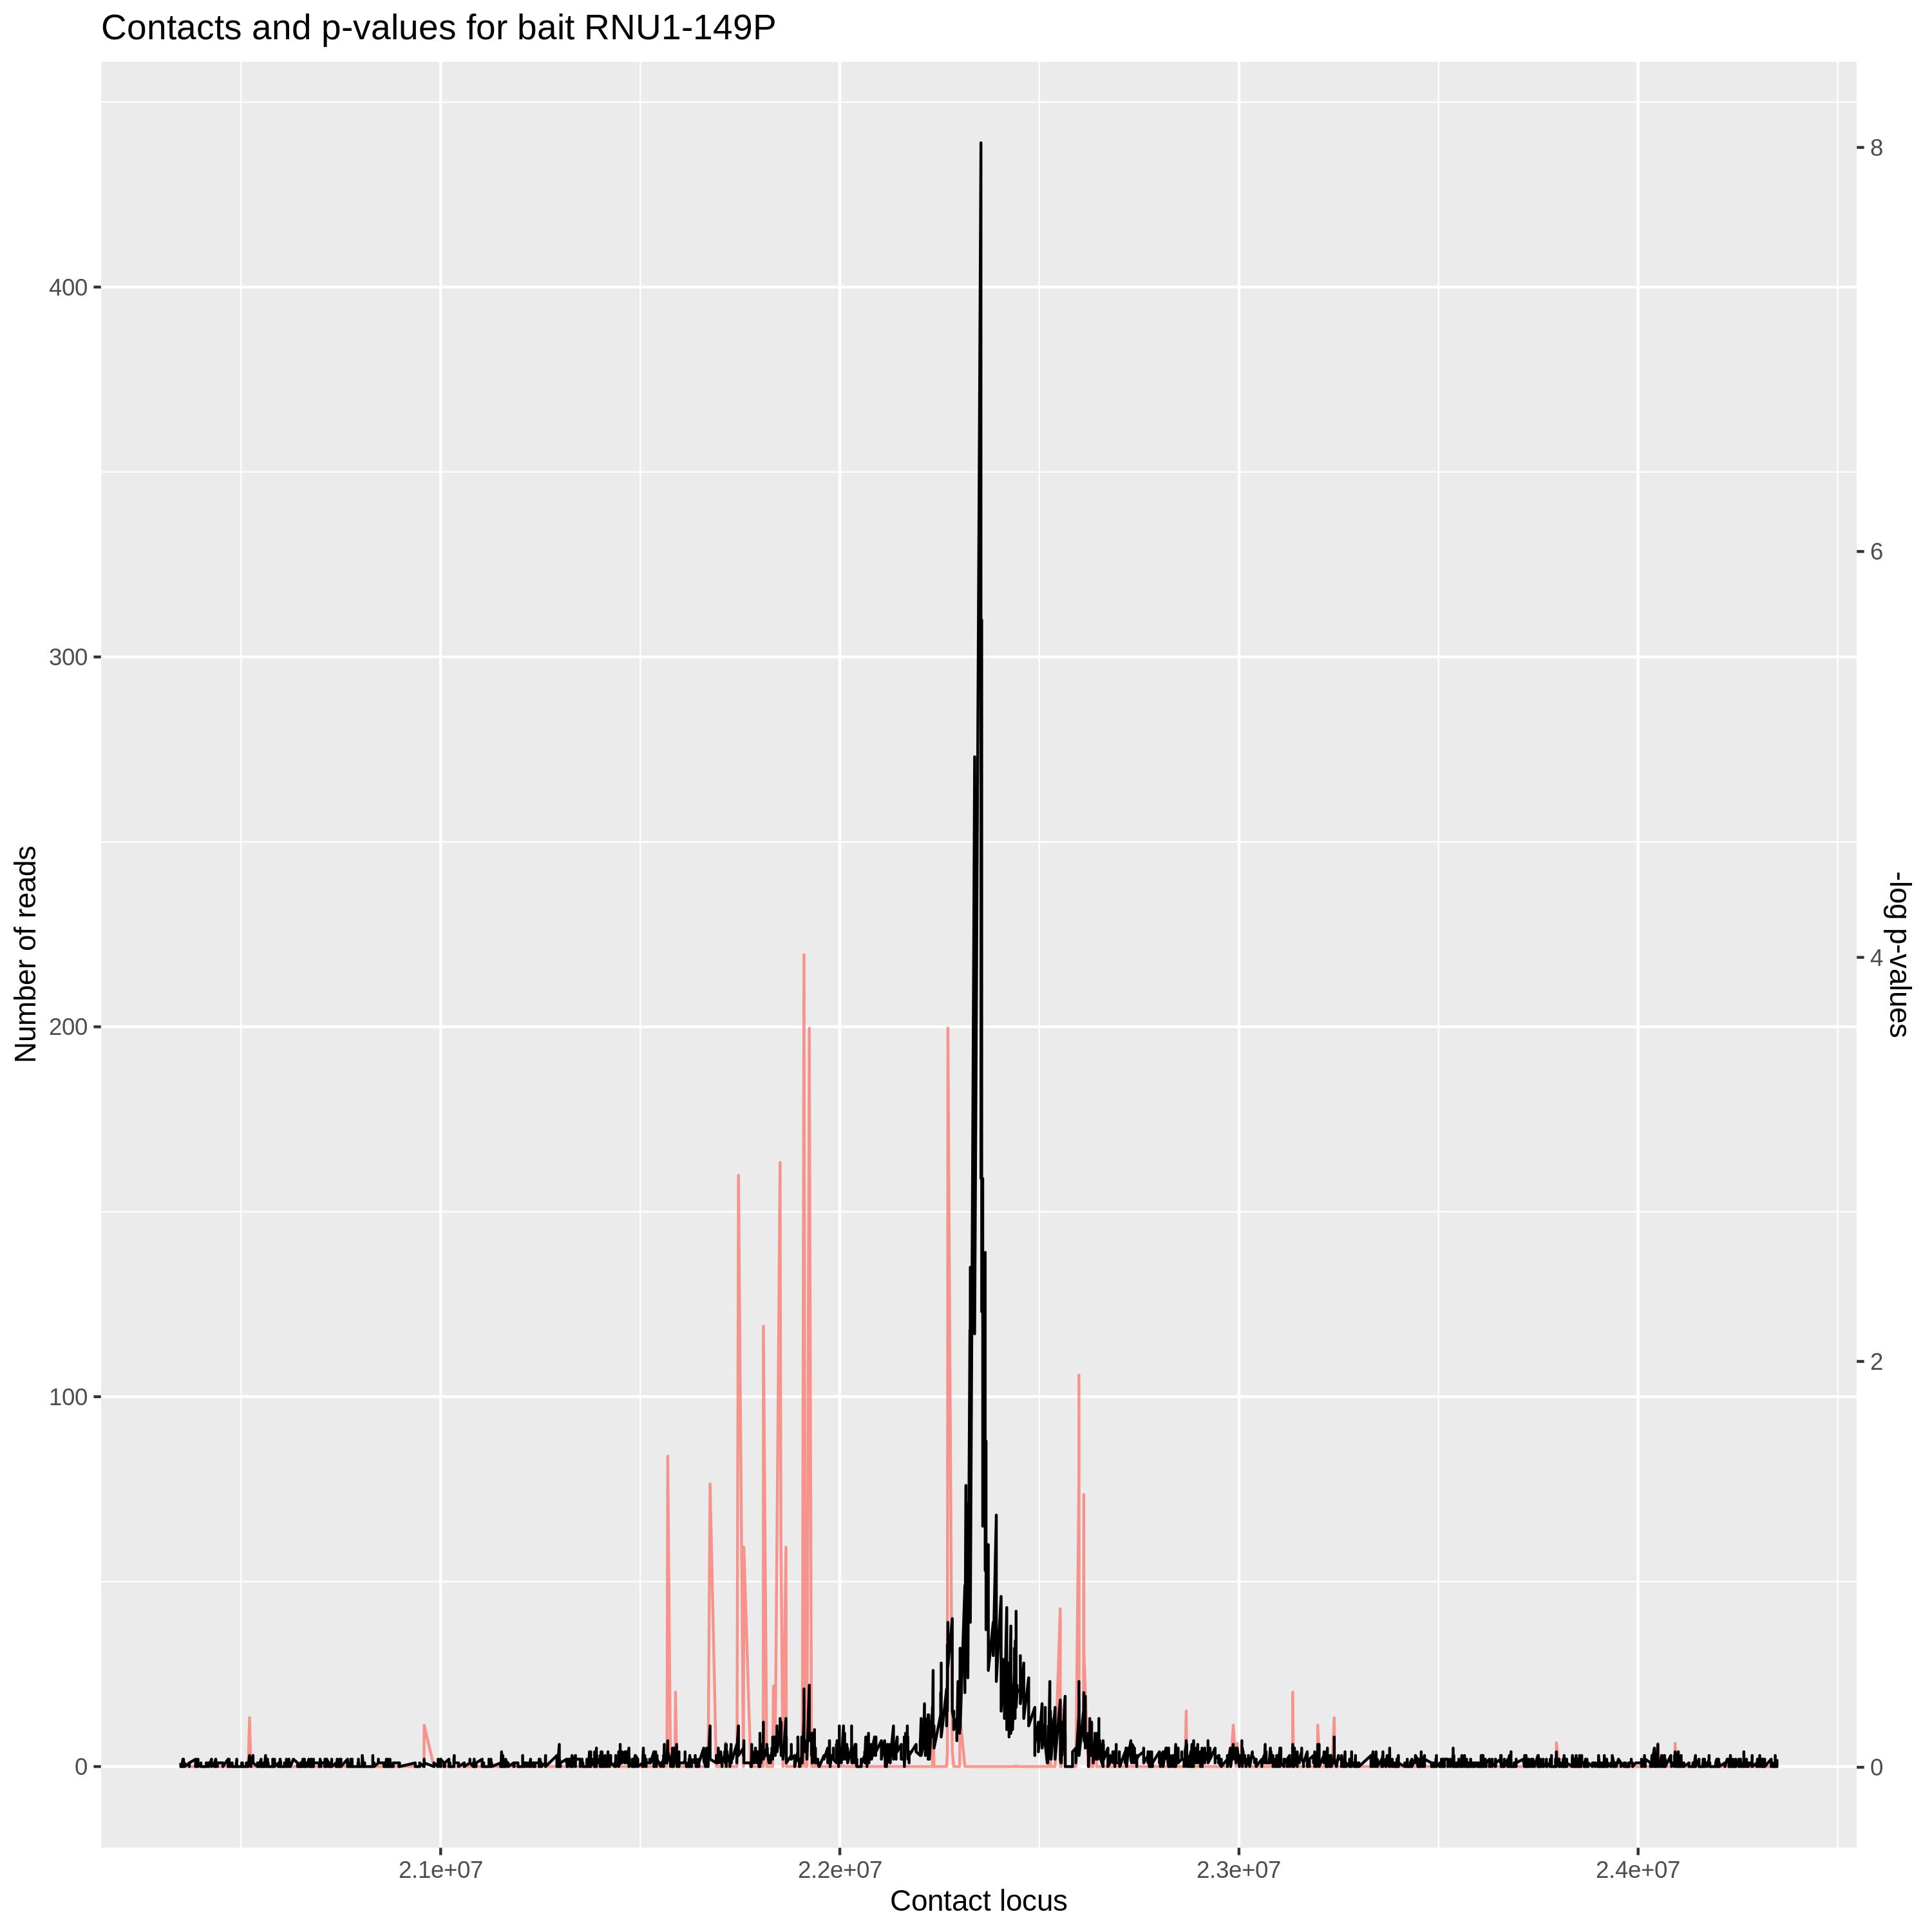 Contacts and p-values for bait RNU1-149P
Number of reads
400
300
200
100
0
8
6
4
2
0
-log p-values
2.1e+07
2.2e+07
2.3e+07
2.4e+07
Contact locus